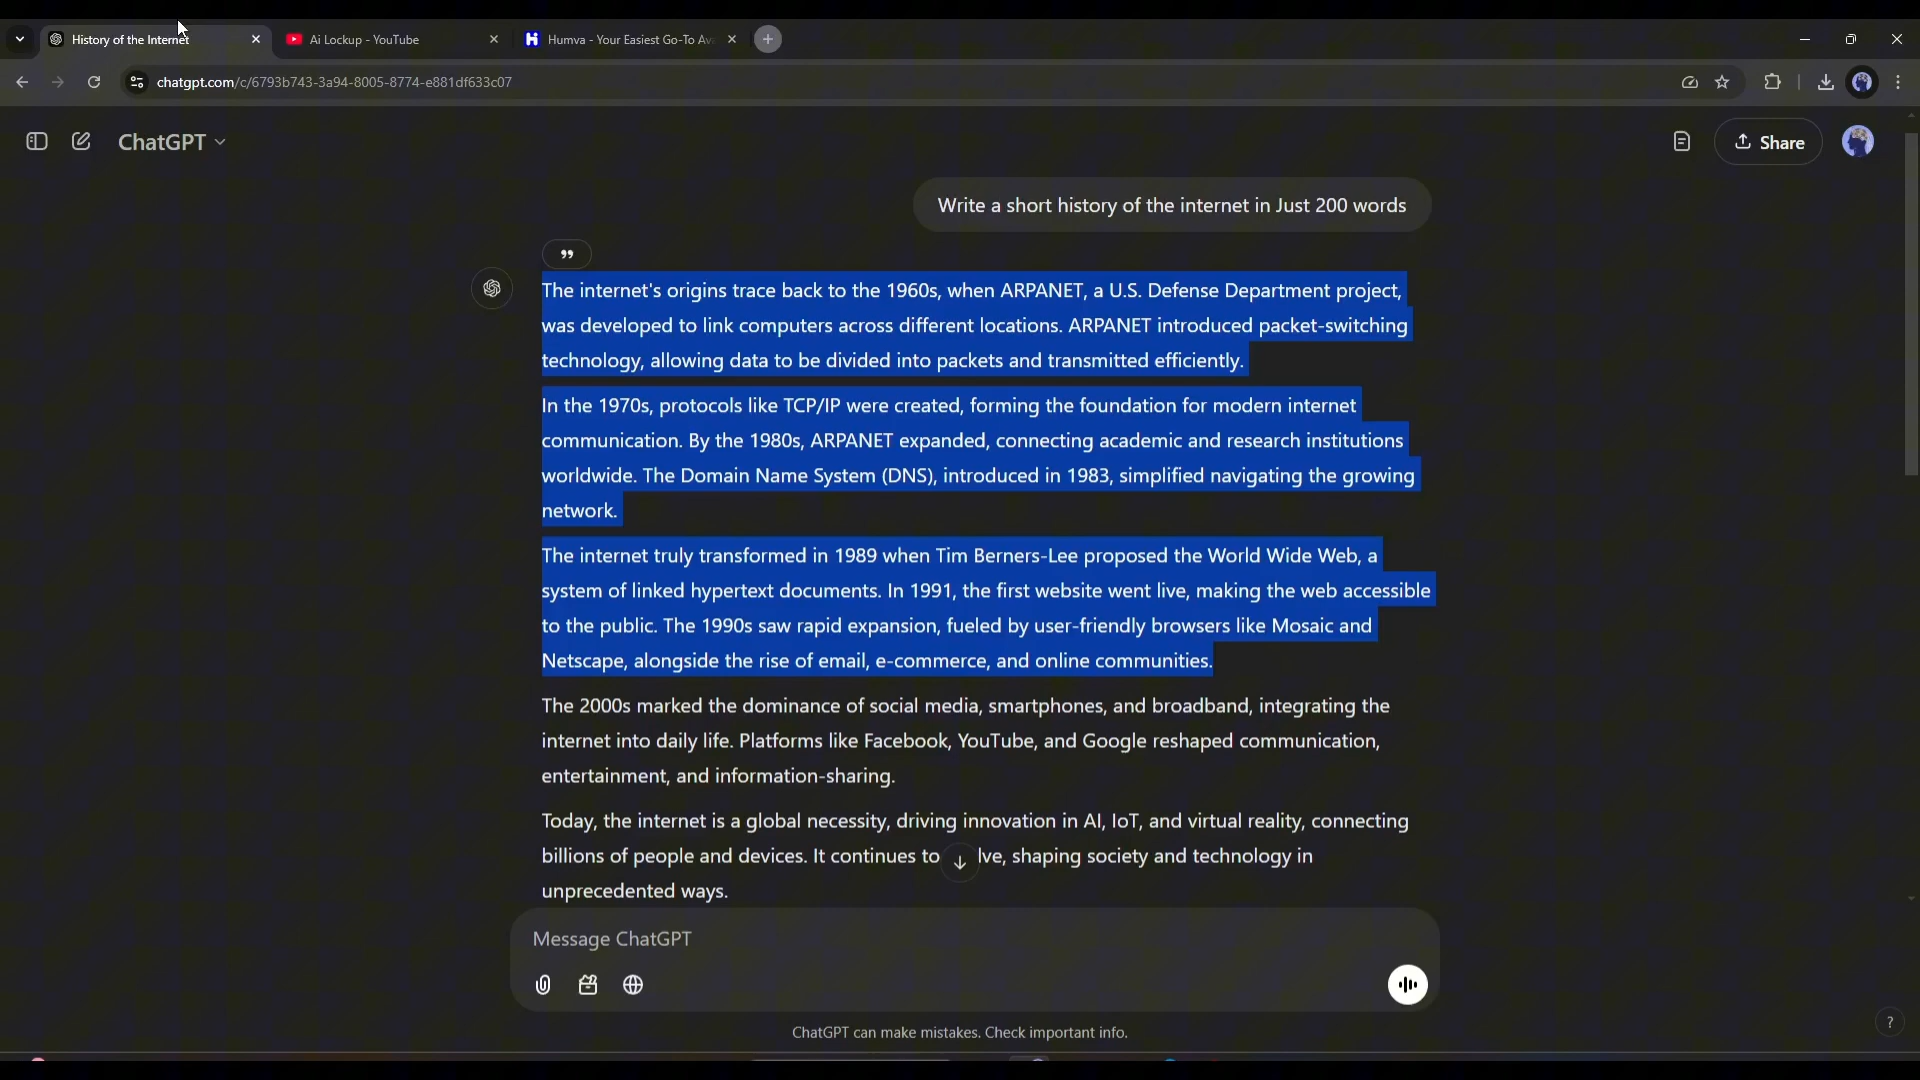 History of the Internet
Ai Lockup - YouTube
Humva - Your Easiest Go-To Av
chatgpt.com/c/6793b743-3a94-8005-8774-e881df633c07
ChatGPT
Share
Write a short history of the internet in Just 200 words
The internet's origins trace back to the 1960s, when ARPANET, a U.S. Defense Department project,
was developed to link computers across different locations. ARPANET introduced packet-switching
technology, allowing data to be divided into packets and transmitted efficiently.
In the 1970s, protocols like TCP/IP were created, forming the foundation for modern internet
communication. By the 1980s, ARPANET expanded, connecting academic and research institutions
worldwide. The Domain Name System (DNS), introduced in 1983, simplified navigating the growing
network.
The internet truly transformed in 1989 when Tim Berners-Lee proposed the World Wide Web, a
system of linked hypertext documents. In 1991, the first website went live, making the web accessible
to the public. The 1990s saw rapid expansion, fueled by user-friendly browsers like Mosaic and
Netscape, alongside the rise of email, e-commerce, and online communities.
The 2000s marked the dominance of social media, smartphones, and broadband, integrating the
internet into daily life. Platforms like Facebook, YouTube, and Google reshaped communication,
entertainment, and information-sharing.
Today, the internet is a global necessity, driving innovation in AI, IoT, and virtual reality, connecting
billions of people and devices. It continues to lve, shaping society and technology in
unprecedented ways.
Message ChatGPT
ChatGPT can make mistakes. Check important info.
?